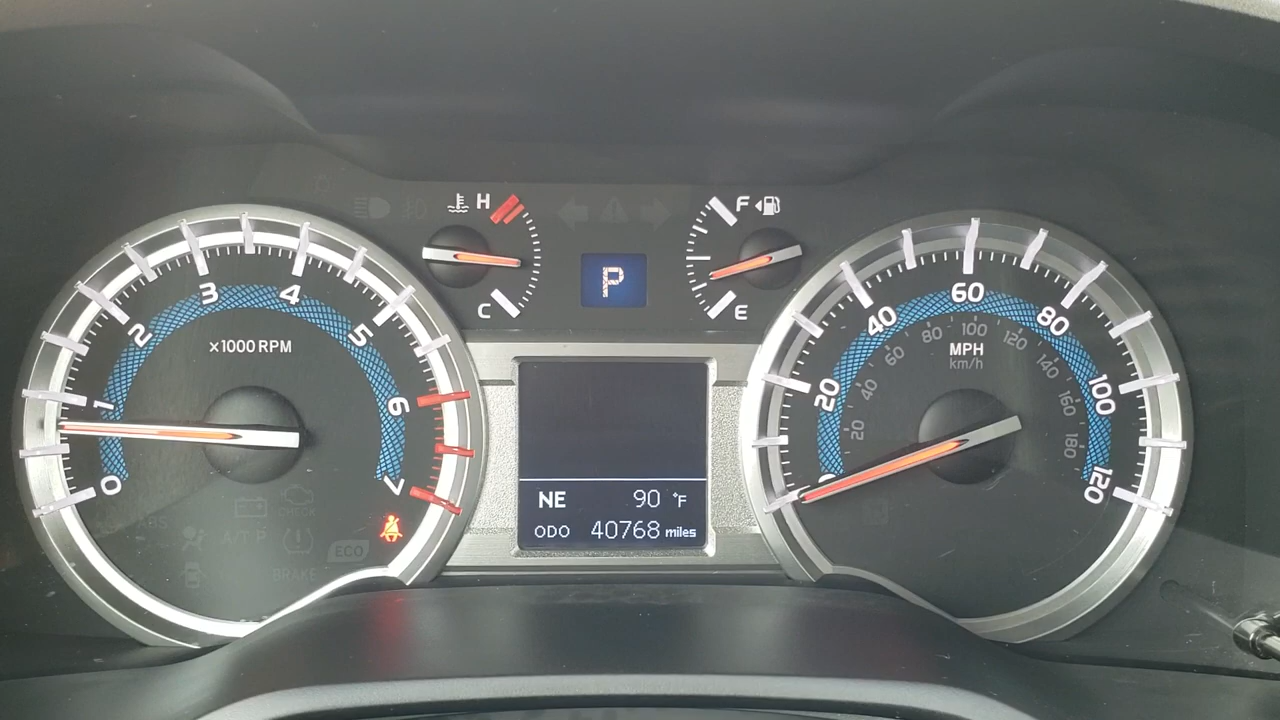 H
C
P
F
E
0 1 2 3 4 5 6 7
×1000 RPM
CHECK
ABS
A/T P
ECO
BRAKE
NE 90 °F
ODO 40768 miles
20 40 60 80 100 120
MPH
km/h
20 40 60 80 100 120 140 160 180